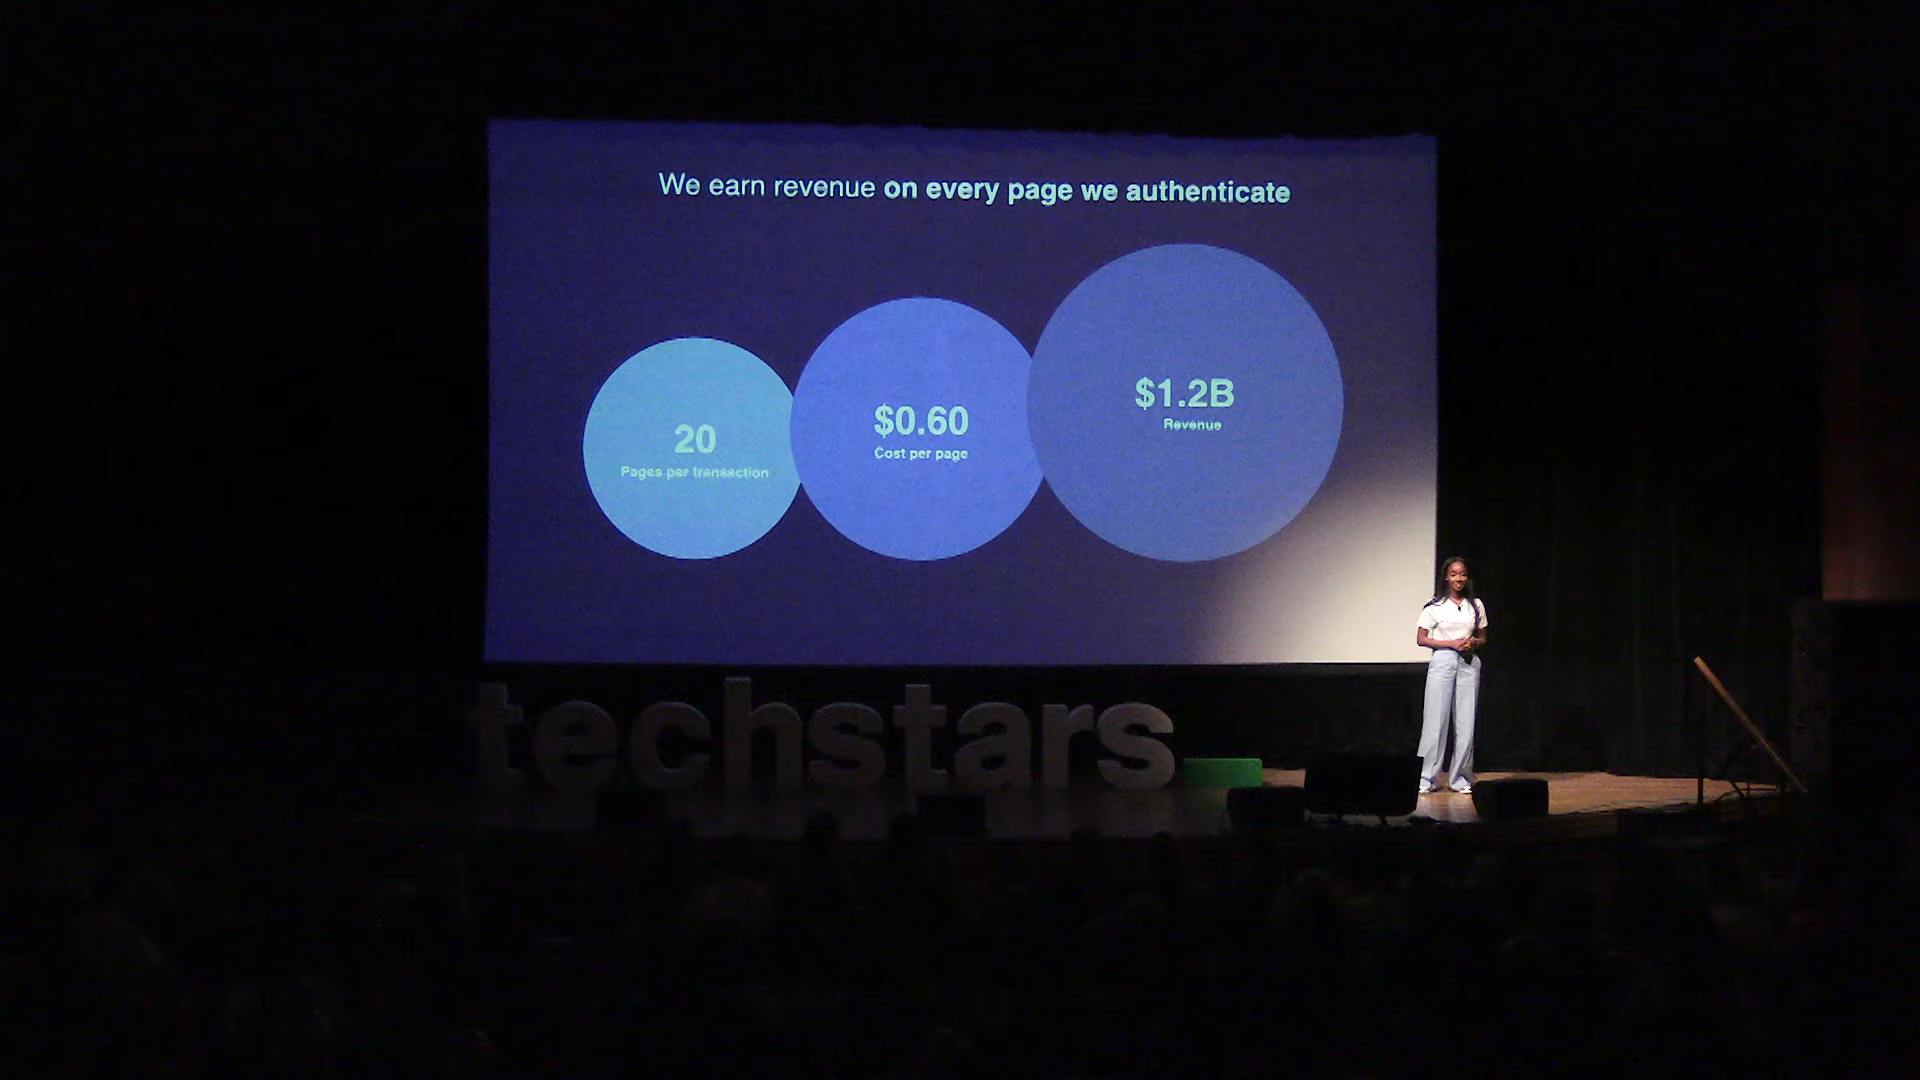 We earn revenue on every page we authenticate
20
Pages per transaction
$0.60
Cost per page
$1.2B
Revenue
techstars